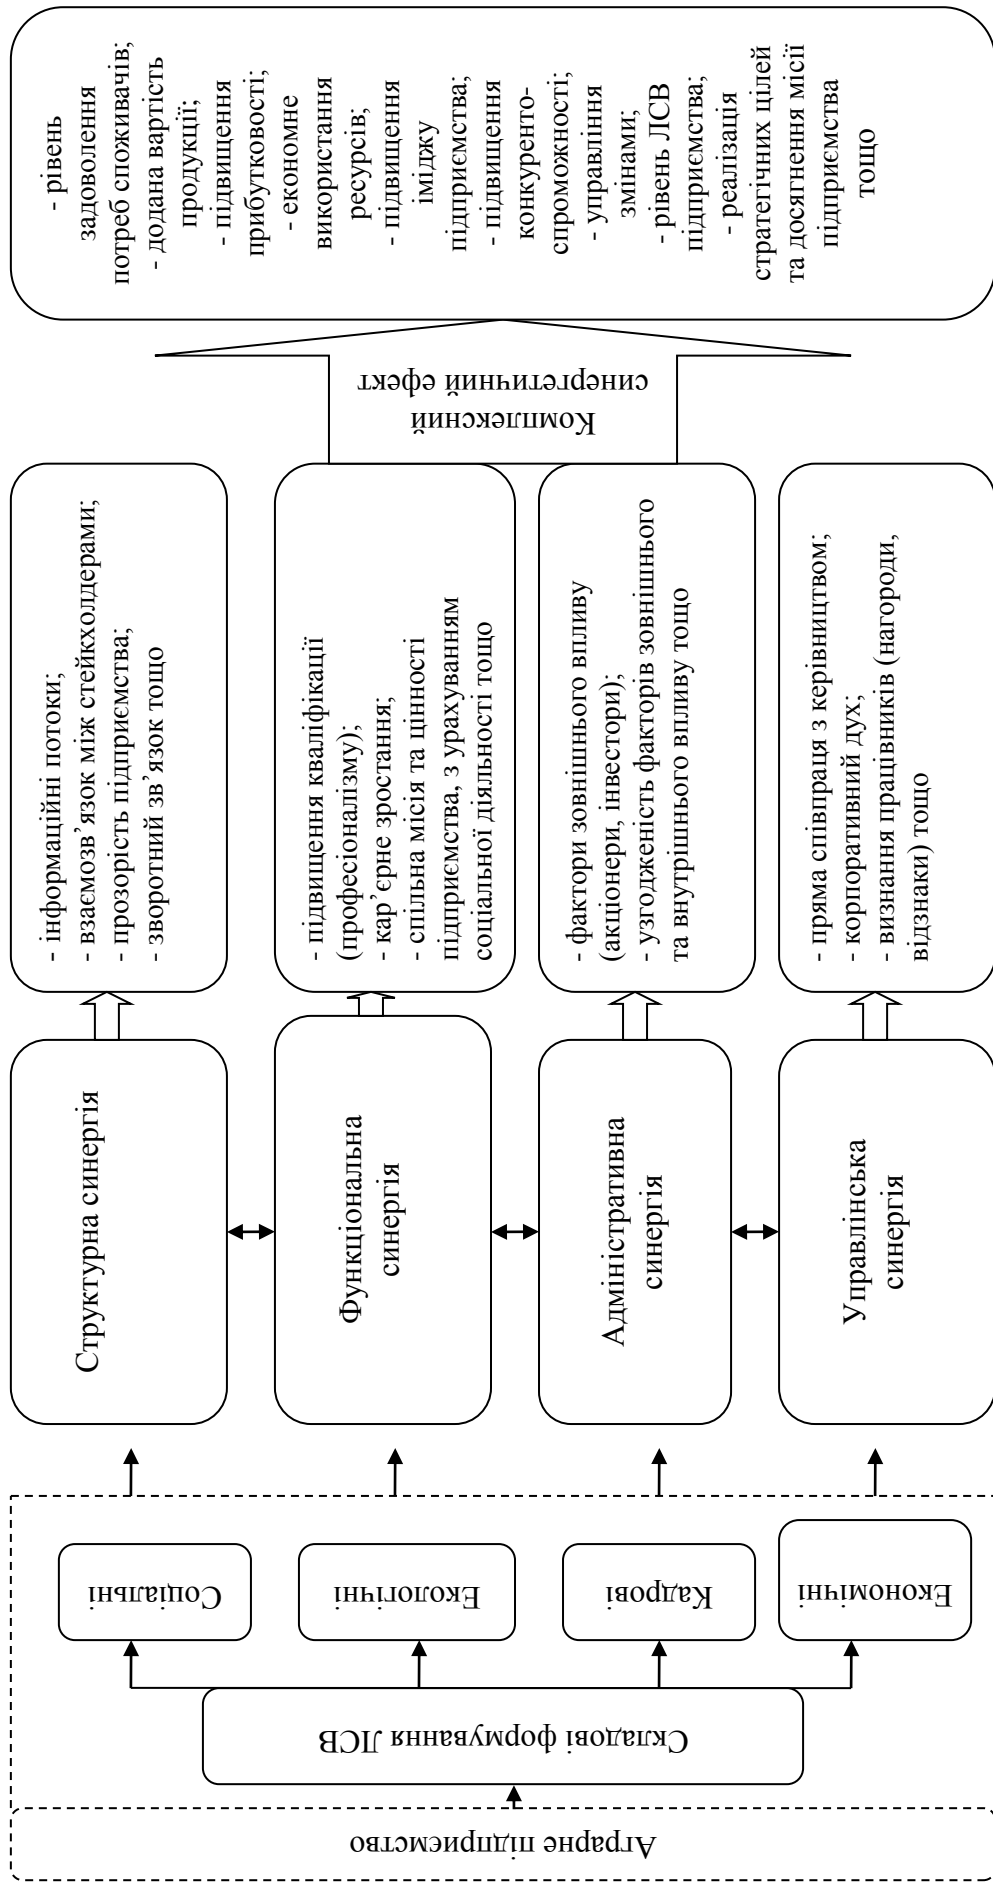 Аграрне підприємство
Складові формування ЛСВ
Соціальні
Екологічні
Кадрові
Економічні
Структурна синергія
Функціональна
синергія
Адміністративна
синергія
Управлінська
синергія
- інформаційні потоки;
- взаємозв’язок між стейкхолдерами;
- прозорість підприємства;
- зворотний зв’язок тощо
- підвищення кваліфікації
(професіоналізму);
- кар’єрне зростання;
- спільна місія та цінності
підприємства, з урахуванням
соціальної діяльності тощо
- фактори зовнішнього впливу
(акціонери, інвестори);
- узгодженість факторів зовнішнього
та внутрішнього впливу тощо
- пряма співпраця з керівництвом;
- корпоративний дух;
- визнання працівників (нагороди,
відзнаки) тощо
Комплексний
синергетичний ефект
- рівень
задоволення
потреб споживачів;
- додана вартість
продукції;
- підвищення
прибутковості;
- економне
використання
ресурсів;
- підвищення
іміджу
підприємства;
- підвищення
конкуренто-
спроможності;
- управління
змінами;
- рівень ЛСВ
підприємства;
- реалізація
стратегічних цілей
та досягнення місії
підприємства
тощо